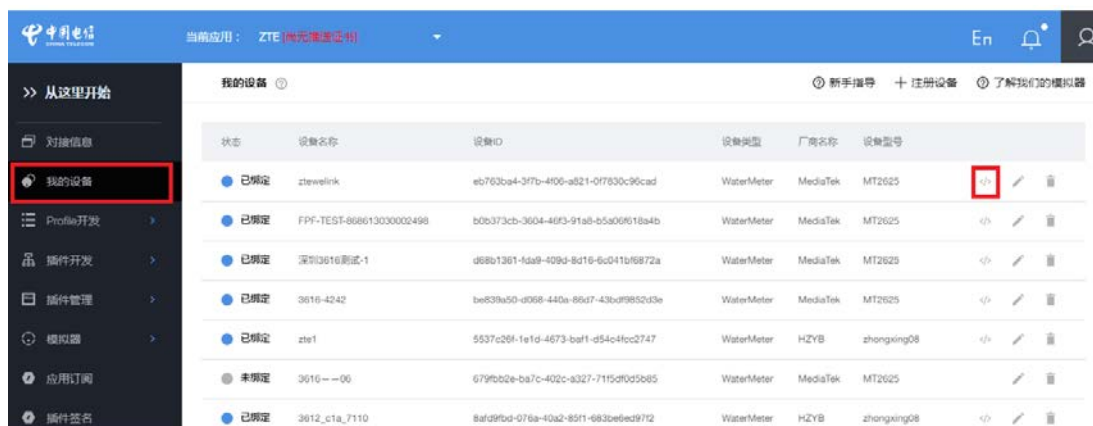 中国电信
CHINA TELECOM
当前应用： ZTE
En
>> 从这里开始
我的设备
新手指导
＋ 注册设备
了解我们的模拟器
对接信息
状态 设备名称 设备ID 设备类型 厂商名称 设备型号
我的设备
已绑定 ztewelink eb763ba4-3f7b-4f06-a821-0f7830c96cad WaterMeter MediaTek MT2625 </>
Profile开发
已绑定 FPF-TEST-868613030002498 b0b373cb-3604-46f3-91a8-b5a06f618a4b WaterMeter MediaTek MT2625 </>
插件开发
已绑定 深圳3616测试-1 d68b1361-fda9-409d-8d16-6c041bf6872a WaterMeter MediaTek MT2625 </>
插件管理
已绑定 3616-4242 be839a50-d068-440a-86d7-43bdf9852d3e WaterMeter MediaTek MT2625 </>
模拟器
已绑定 zte1 5537c26f-1e1d-4673-baf1-d54c4fcc2747 WaterMeter HZYB zhongxing08 </>
应用订阅
未绑定 3616——06 679fbb2e-ba7c-402c-a327-71f5df0d5b85 WaterMeter MediaTek MT2625
插件签名
已绑定 3612_c1a_7110 8afd9fbd-076a-40a2-85f1-683be6ed97f2 WaterMeter HZYB zhongxing08 </>